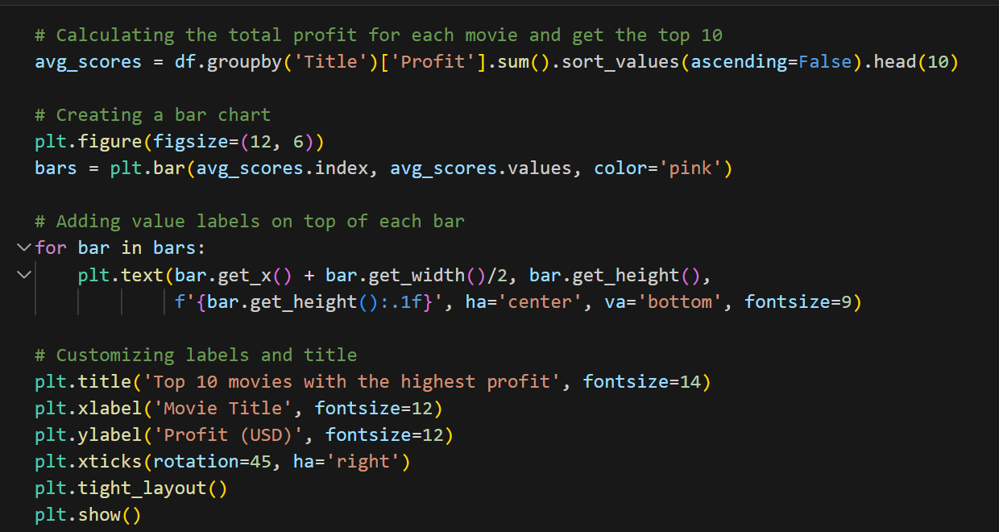 # Calculating the total profit for each movie and get the top 10
avg_scores = df.groupby('Title')['Profit'].sum().sort_values(ascending=False).head(10)
# Creating a bar chart
plt.figure(figsize=(12, 6))
bars = plt.bar(avg_scores.index, avg_scores.values, color='pink')
# Adding value labels on top of each bar
for bar in bars:
    plt.text(bar.get_x() + bar.get_width()/2, bar.get_height(),
             f'{bar.get_height():.1f}', ha='center', va='bottom', fontsize=9)
# Customizing labels and title
plt.title('Top 10 movies with the highest profit', fontsize=14)
plt.xlabel('Movie Title', fontsize=12)
plt.ylabel('Profit (USD)', fontsize=12)
plt.xticks(rotation=45, ha='right')
plt.tight_layout()
plt.show()